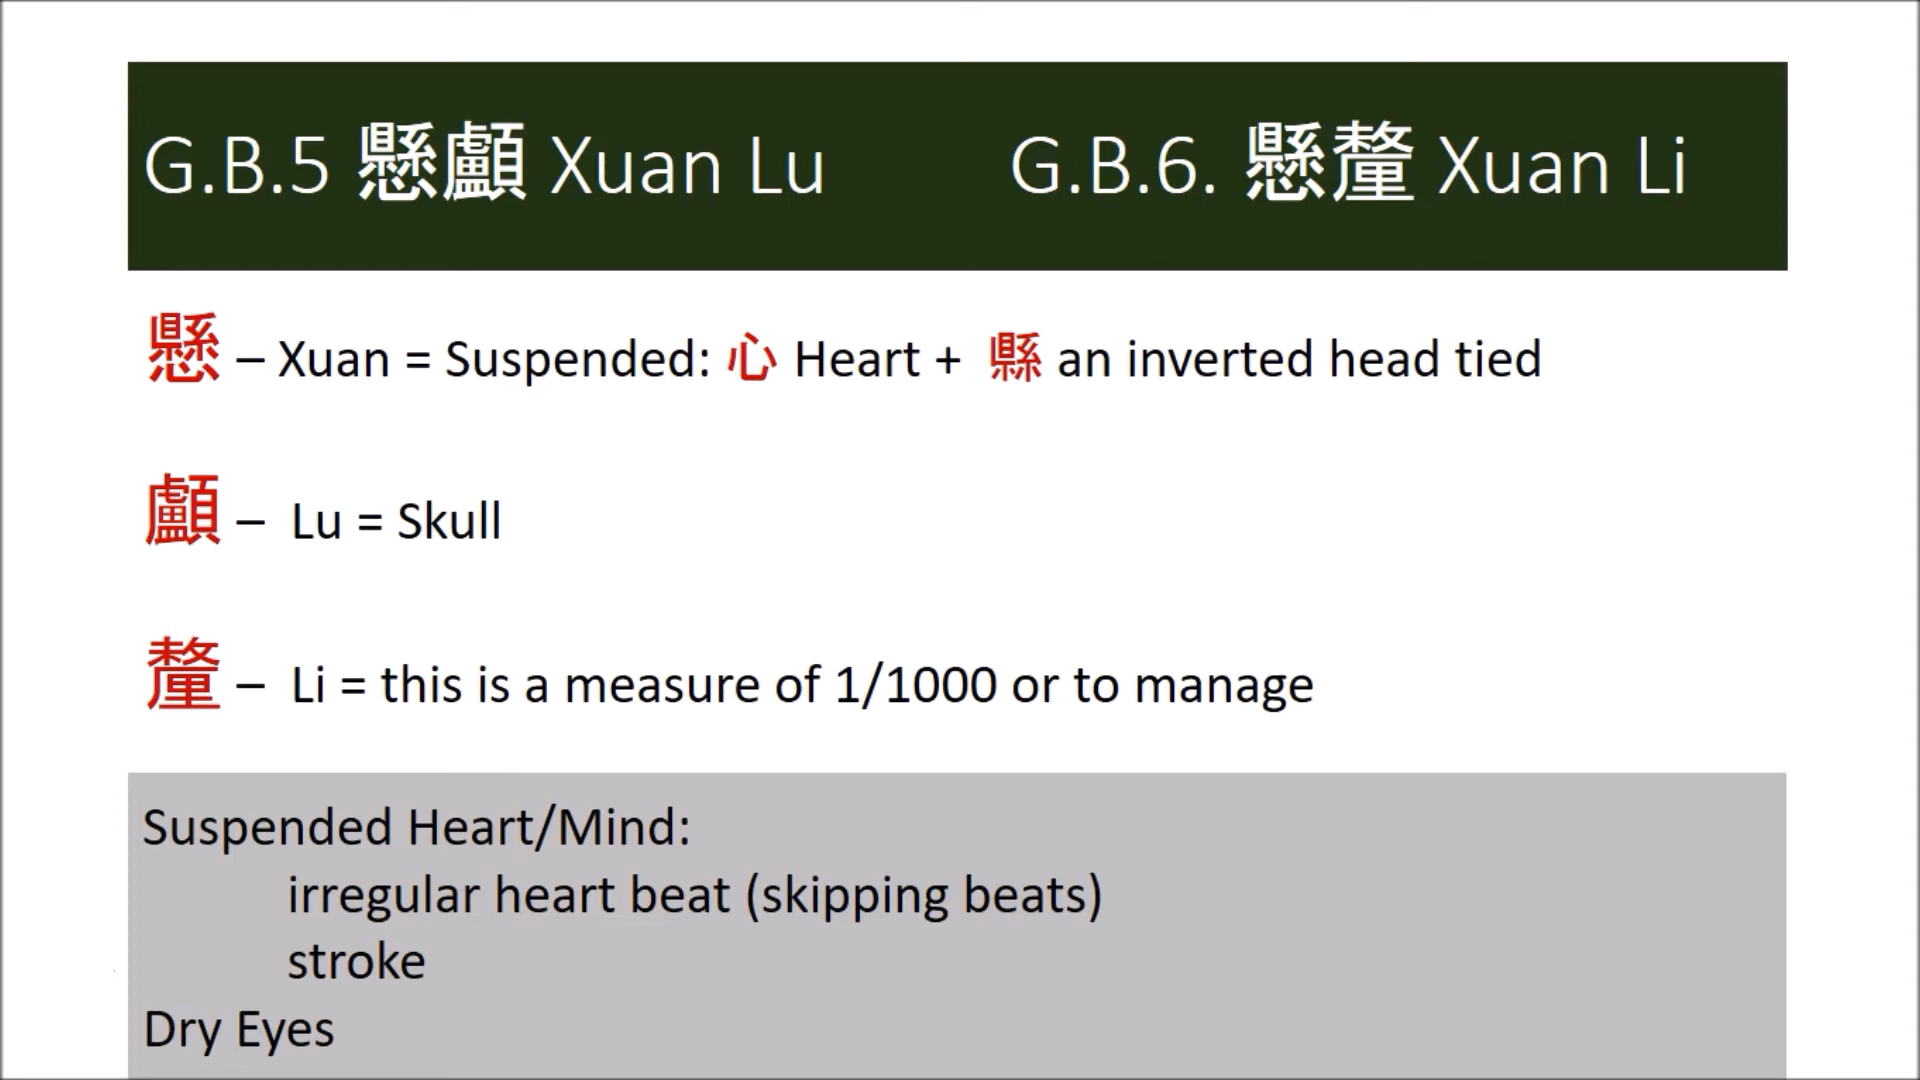 G.B.5 懸顱 Xuan Lu G.B.6. 懸釐 Xuan Li
懸 – Xuan = Suspended: 心 Heart + 縣 an inverted head tied
顱 – Lu = Skull
釐 – Li = this is a measure of 1/1000 or to manage
Suspended Heart/Mind:
irregular heart beat (skipping beats)
stroke
Dry Eyes